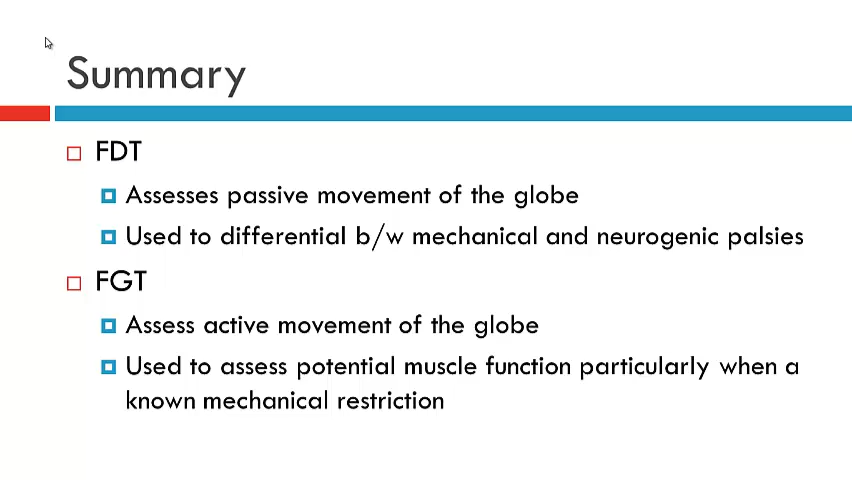 Summary
FDT
Assesses passive movement of the globe
Used to differential b/w mechanical and neurogenic palsies
FGT
Assess active movement of the globe
Used to assess potential muscle function particularly when a
known mechanical restriction